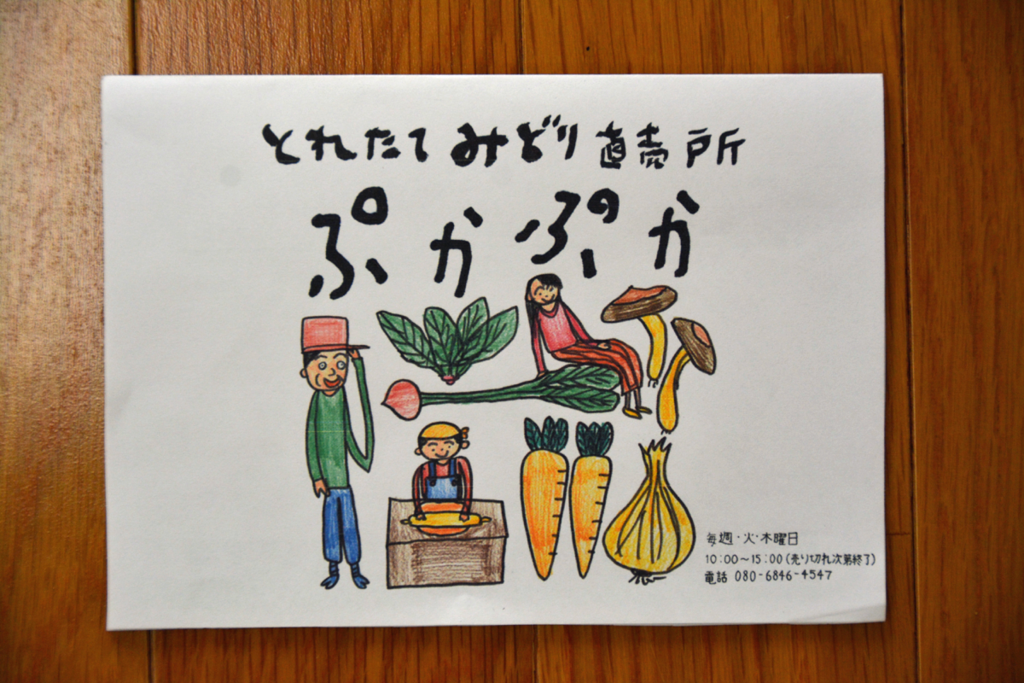 とれたてみどり直売所
ぷかぷか
毎週・火・木曜日
10:00〜15:00(売り切れ次第終了)
電話 080-6846-4547